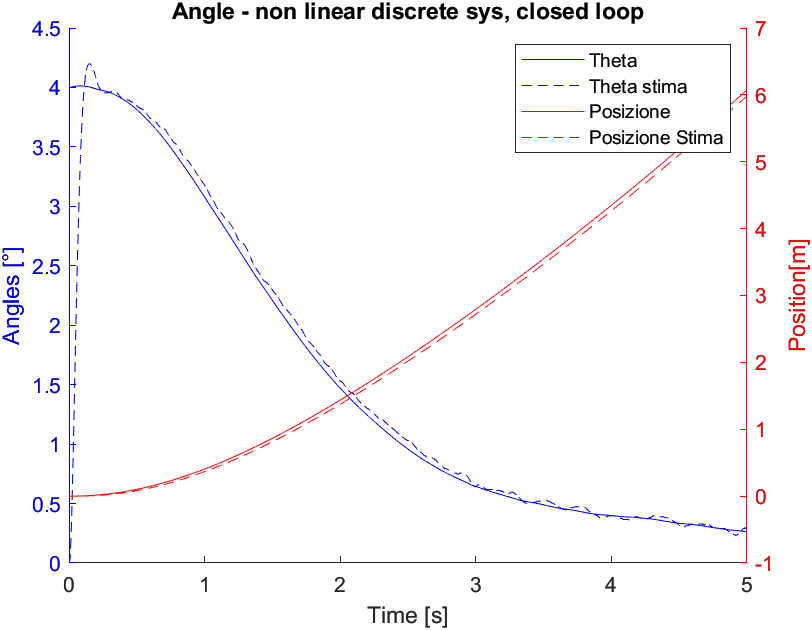 Angle - non linear discrete sys, closed loop
4.5
4
3.5
3
2.5
2
1.5
1
0.5
0
Angles [°]
7
6
5
4
3
2
1
0
-1
Position[m]
Theta
Theta stima
Posizione
Posizione Stima
0 1 2 3 4 5
Time [s]